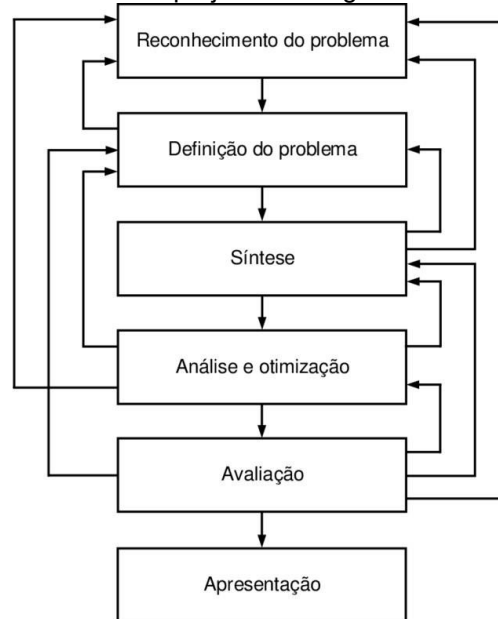 Reconhecimento do problema
Definição do problema
Síntese
Análise e otimização
Avaliação
Apresentação